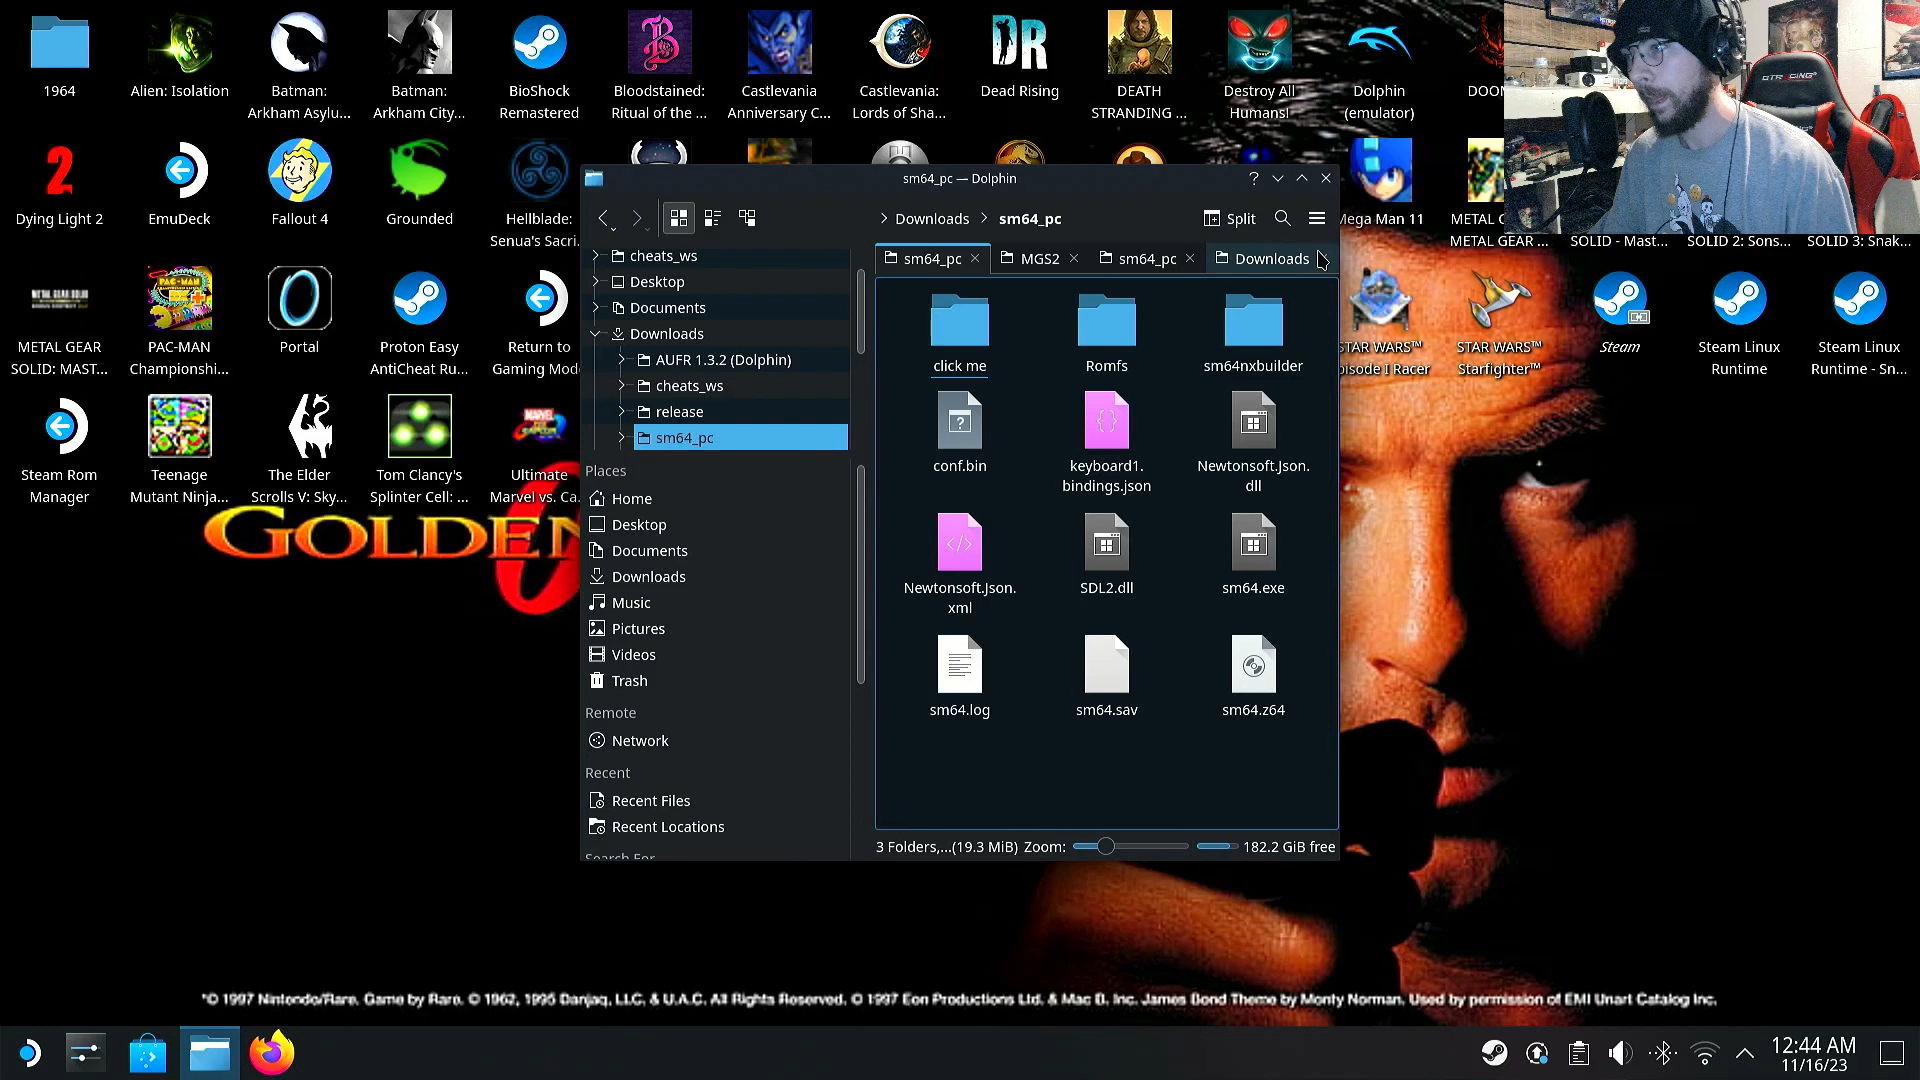 1964
Alien: Isolation
Batman:
Arkham Asylu...
Batman:
Arkham City...
BioShock
Remastered
Bloodstained:
Ritual of the ...
Castlevania
Anniversary C...
Castlevania:
Lords of Sha...
DR
Dead Rising
DEATH
STRANDING ...
Destroy All
Humans!
Dolphin
(emulator)
DOO
2
Dying Light 2
EmuDeck
Fallout 4
Grounded
Hellblade:
Senua's Sacri...
Mega Man 11
METAL
METAL GEAR ...
SOLID - Mast...
SOLID 2: Sons...
SOLID 3: Snak...
METAL GEAR
SOLID: MAST...
PAC-MAN
Championshi...
Portal
Proton Easy
AntiCheat Ru...
Return to
Gaming Mod
STAR WARS™
pisode I Racer
STAR WARS™
Starfighter™
Steam
Steam Linux
Runtime
Steam Linux
Runtime - Sn...
Steam Rom
Manager
Teenage
Mutant Ninja...
The Elder
Scrolls V: Sky...
Tom Clancy's
Splinter Cell: ...
Ultimate
Marvel vs. Ca...
GOLDEN
GTRACING
sm64_pc — Dolphin
Downloads
sm64_pc
Split
sm64_pc
MGS2
sm64_pc
Downloads
cheats_ws
Desktop
Documents
Downloads
AUFR 1.3.2 (Dolphin)
cheats_ws
release
sm64_pc
Places
Home
Desktop
Documents
Downloads
Music
Pictures
Videos
Trash
Remote
Network
Recent
Recent Files
Recent Locations
Search For
click me
Romfs
sm64nxbuilder
conf.bin
keyboard1.
bindings.json
Newtonsoft.Json.
dll
Newtonsoft.Json.
xml
SDL2.dll
sm64.exe
sm64.log
sm64.sav
sm64.z64
3 Folders,...(19.3 MiB)
Zoom:
182.2 GiB free
"© 1997 Nintendo/Rare. Game by Rare. © 1962, 1995 Danjaq, LLC. & U.A.C. All Rights Reserved. © 1997 Eon Productions Ltd. & Mac B. Inc. James Bond Theme by Monty Norman. Used by permission of EMI Unart Catalog Inc.
12:44 AM
11/16/23